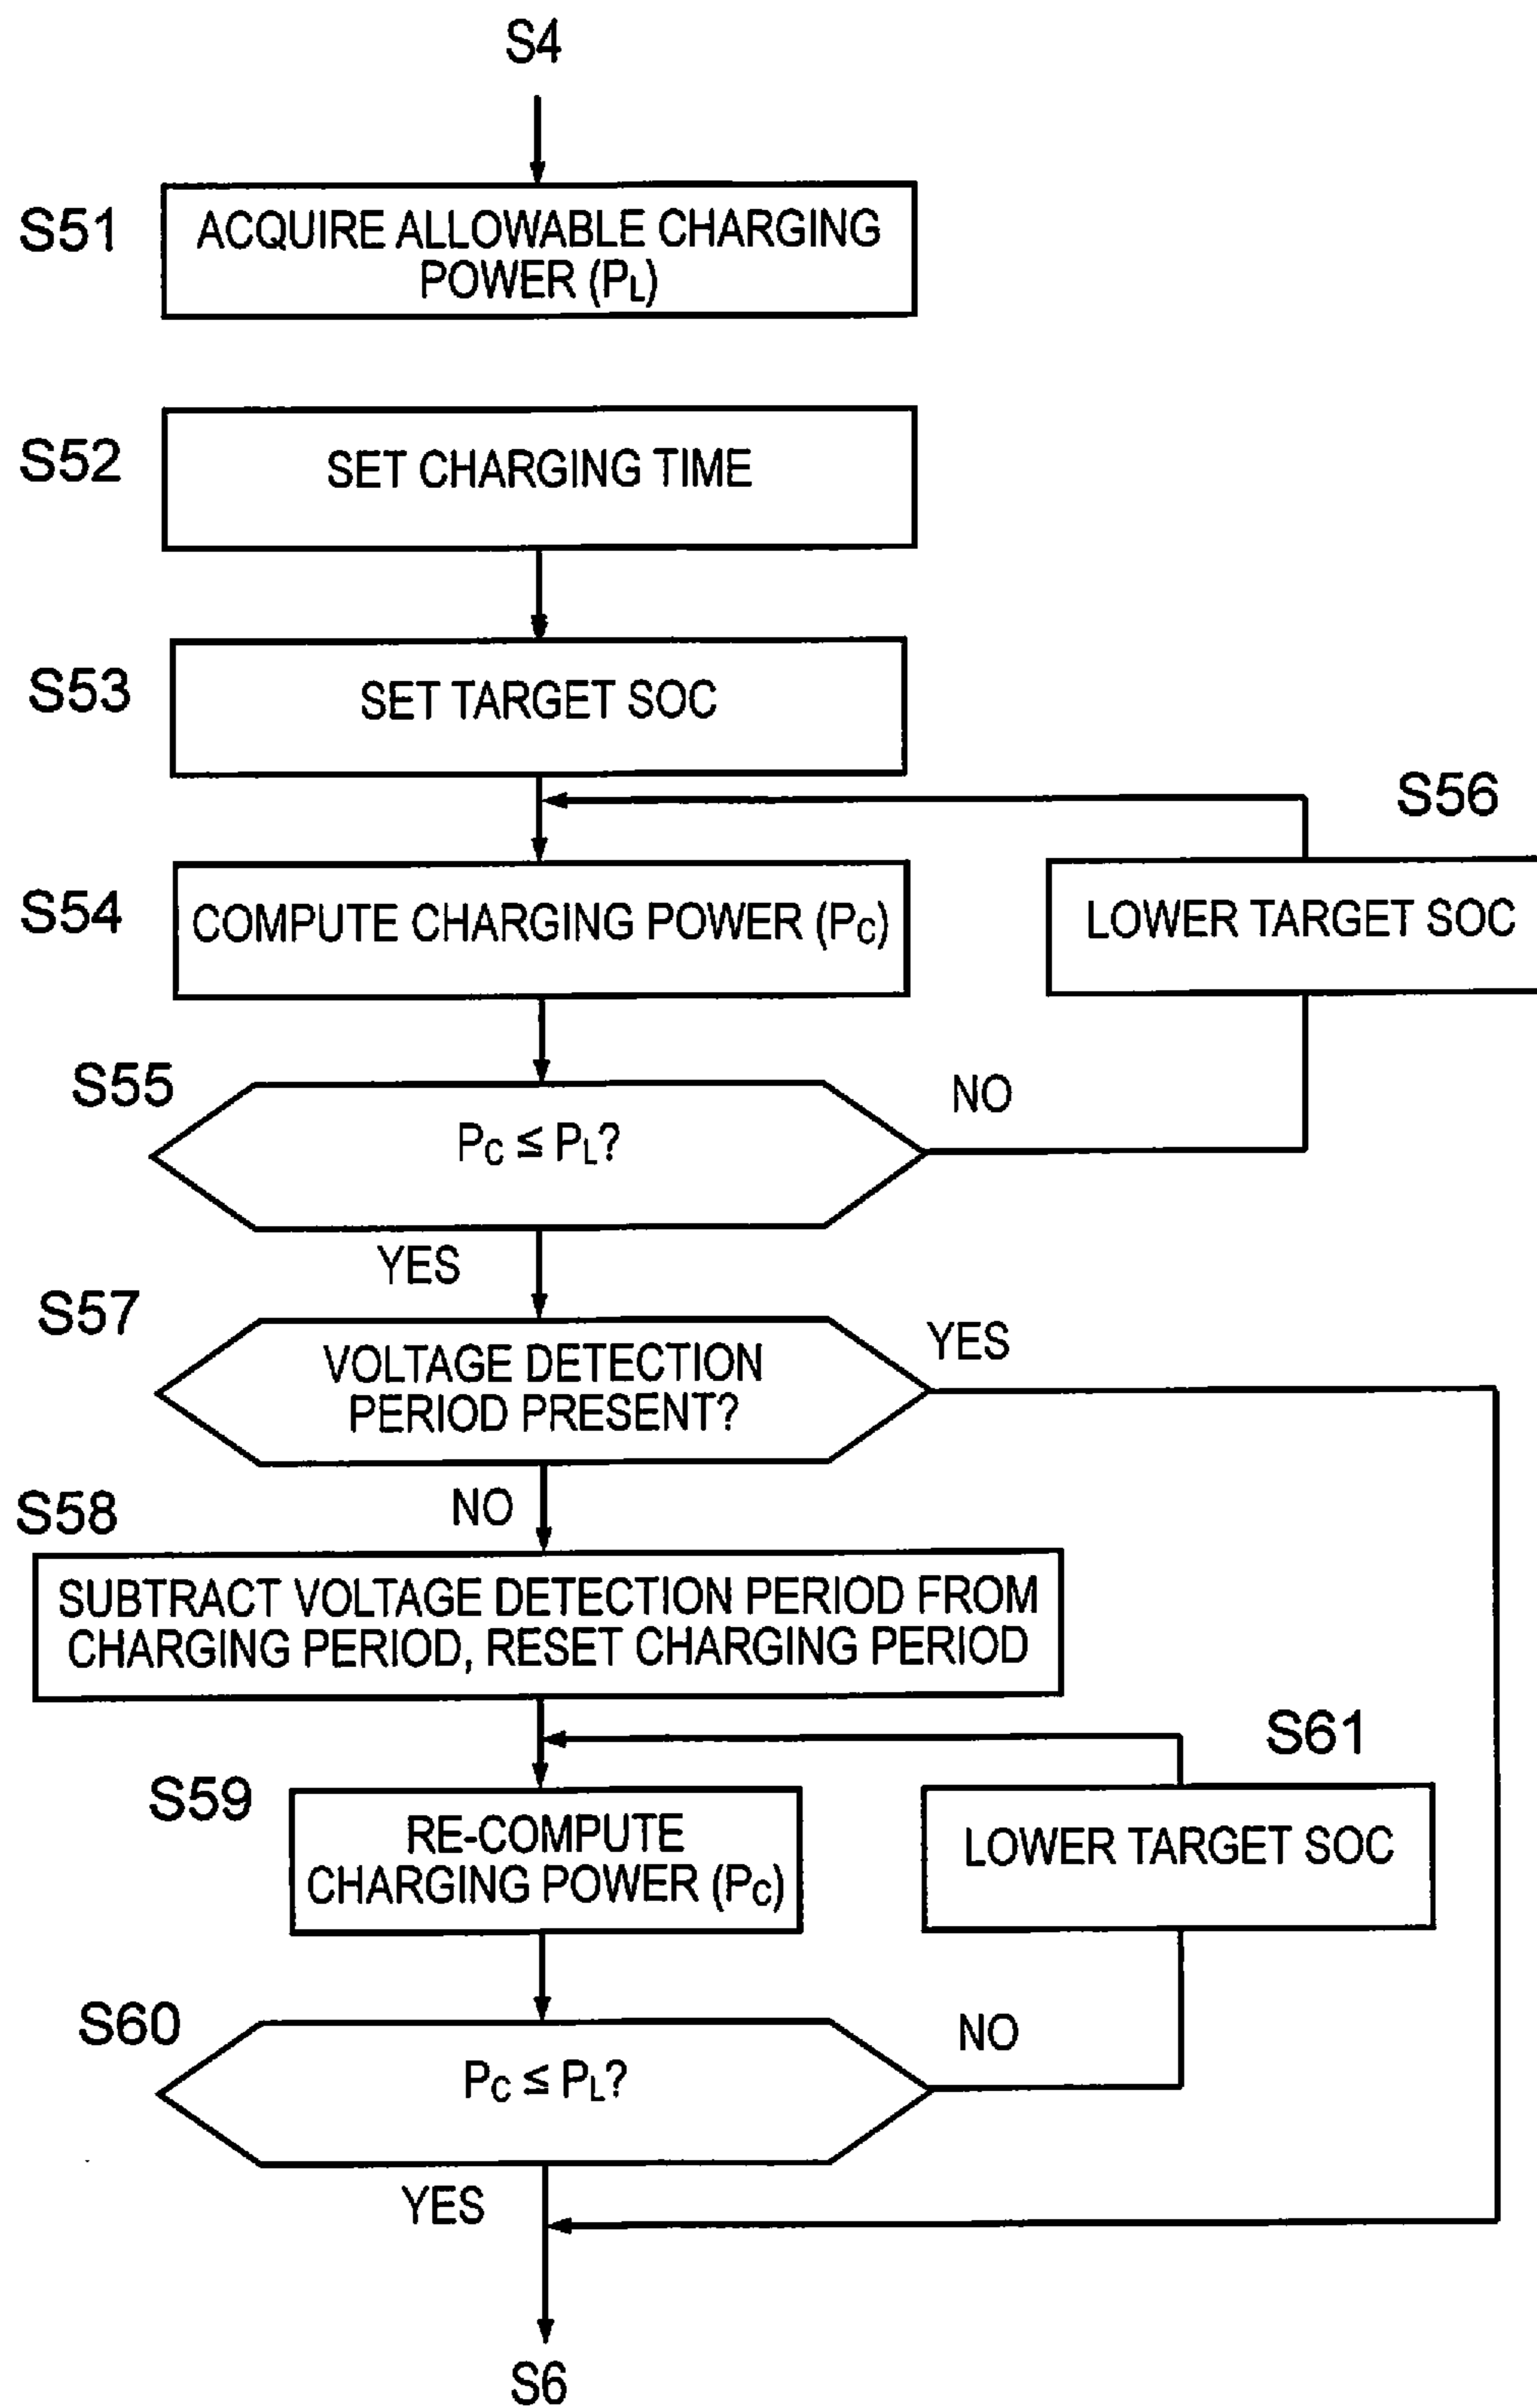 S4
S51
ACQUIRE ALLOWABLE CHARGING
POWER (PL)
S52
SET CHARGING TIME
S53
SET TARGET SOC
S56
S54
COMPUTE CHARGING POWER (PC)
LOWER TARGET SOC
S55
PC ≤ PL?
NO
YES
S57
VOLTAGE DETECTION
PERIOD PRESENT?
YES
NO
S58
SUBTRACT VOLTAGE DETECTION PERIOD FROM
CHARGING PERIOD, RESET CHARGING PERIOD
S61
S59
RE-COMPUTE
CHARGING POWER (PC)
LOWER TARGET SOC
S60
PC ≤ PL?
NO
YES
S6